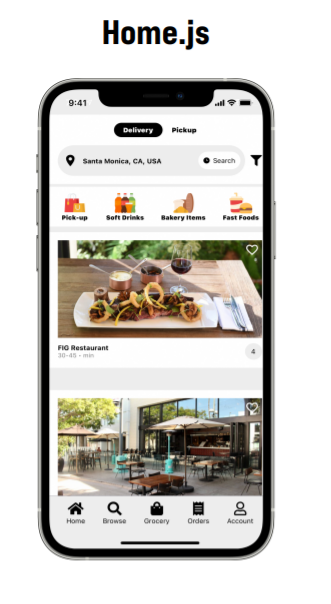 Home.js
9:41
Delivery Pickup
Santa Monica, CA, USA Search
Pick-up Soft Drinks Bakery Items Fast Foods
FIG Restaurant
30-45 • min
4
Home Browse Grocery Orders Account